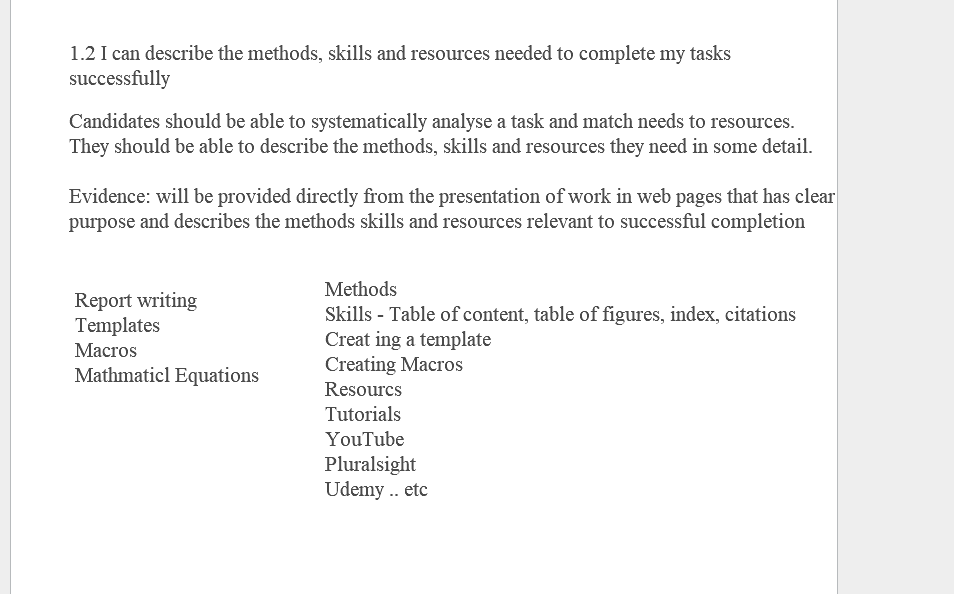 1.2 I can describe the methods, skills and resources needed to complete my tasks
successfully
Candidates should be able to systematically analyse a task and match needs to resources.
They should be able to describe the methods, skills and resources they need in some detail.
Evidence: will be provided directly from the presentation of work in web pages that has clear
purpose and describes the methods skills and resources relevant to successful completion
Report writing
Templates
Macros
Mathmaticl Equations
Methods
Skills - Table of content, table of figures, index, citations
Creat ing a template
Creating Macros
Resourcs
Tutorials
YouTube
Pluralsight
Udemy .. etc